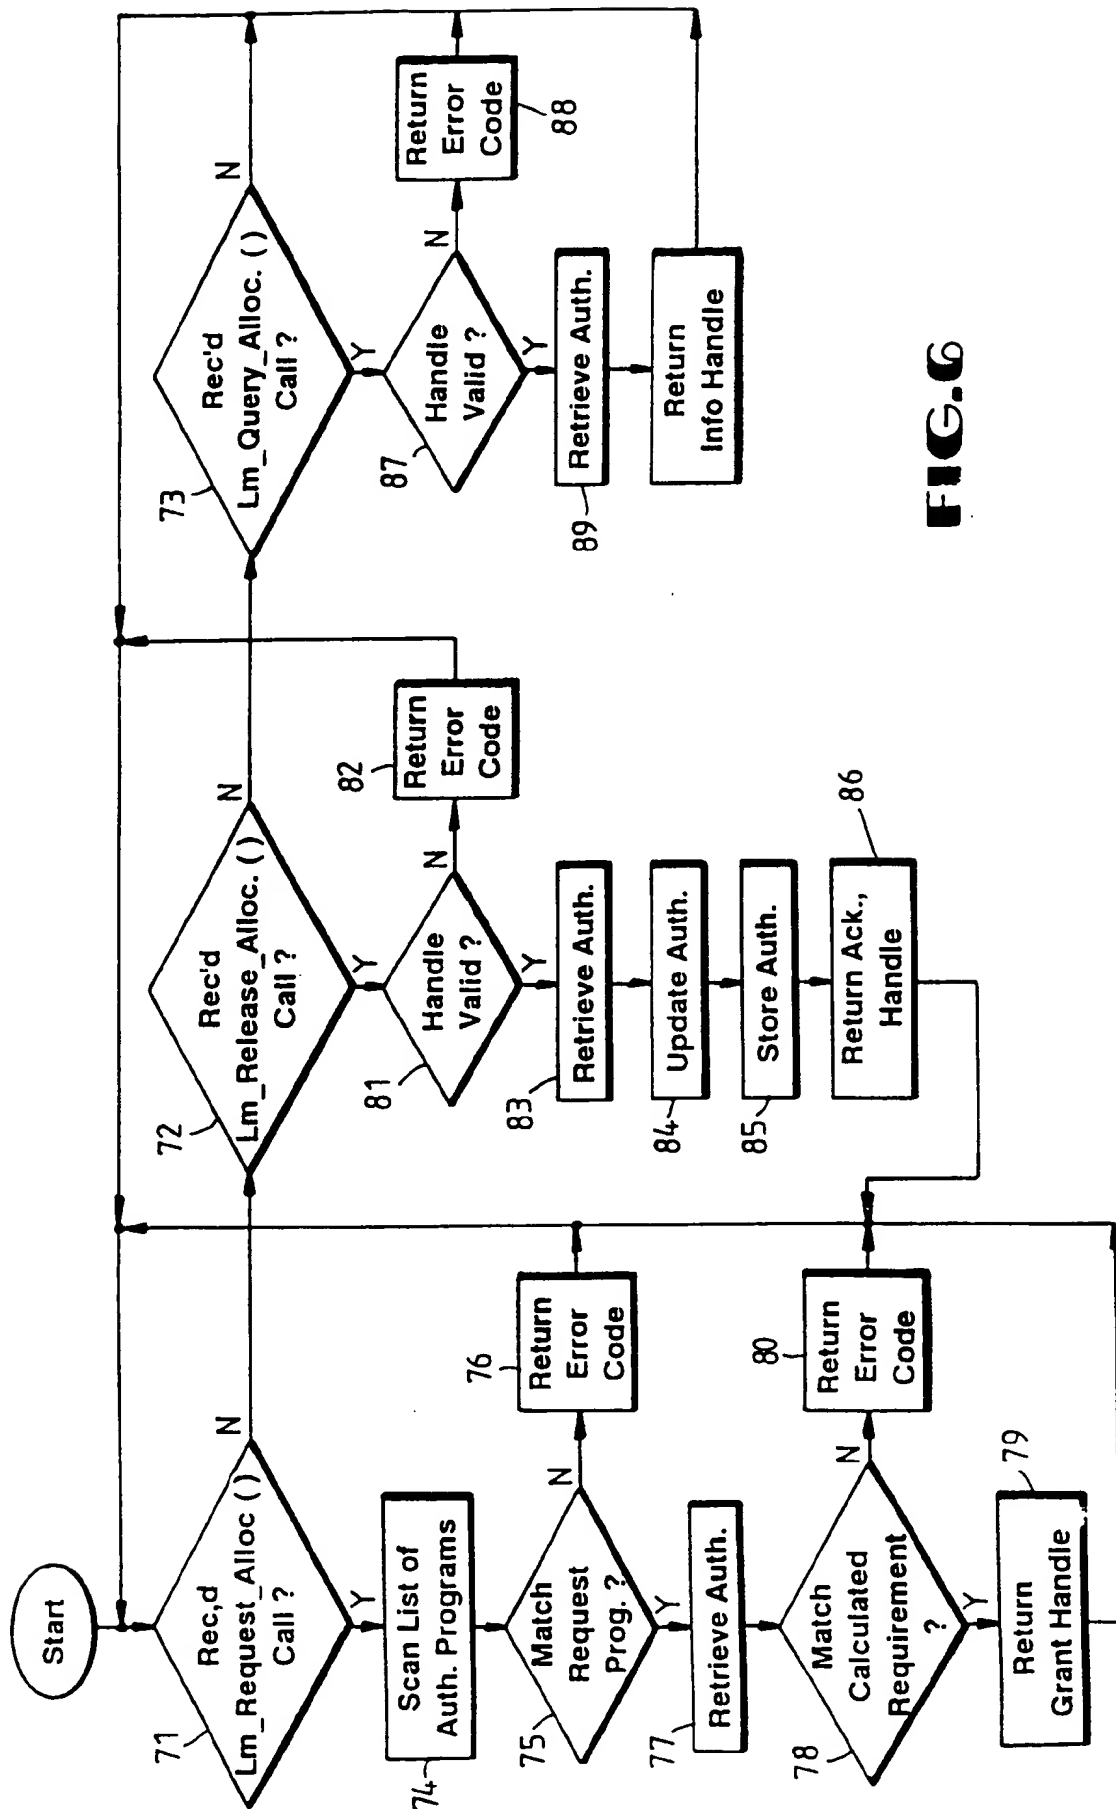 Start
71
Rec,d
Lm_Request_Alloc ( )
Call ?
N
Y
74
Scan List of
Auth. Programs
75
Match
Request
Prog. ?
N
Y
76
Return
Error
Code
77
Retrieve Auth.
78
Match
Calculated
Requirement
?
N
Y
80
Return
Error
Code
79
Return
Grant Handle
72
Rec'd
Lm_Release_Alloc. ( )
Call ?
N
Y
81
Handle
Valid ?
N
Y
82
Return
Error
Code
83
Retrieve Auth.
84
Update Auth.
85
Store Auth.
86
Return Ack.,
Handle
73
Rec'd
Lm_Query_Alloc. ( )
Call ?
N
Y
87
Handle
Valid ?
N
Y
88
Return
Error
Code
89
Retrieve Auth.
Return
Info Handle
FIG.6